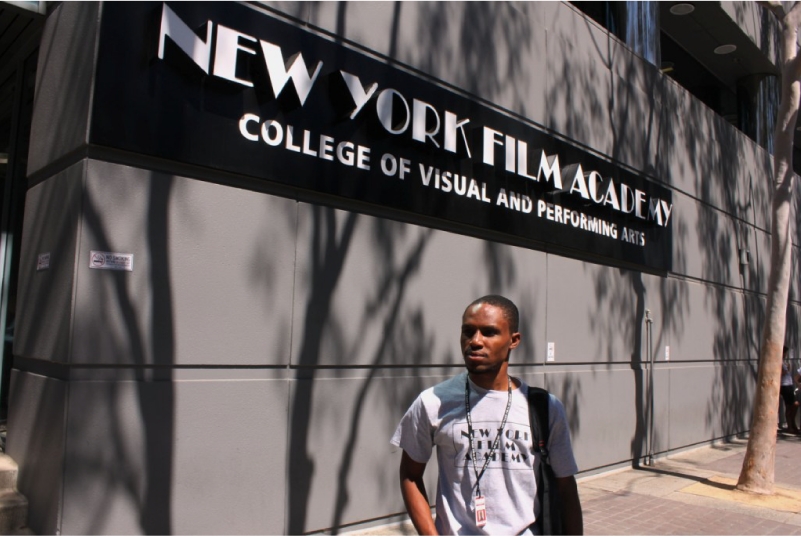 NEW YORK FILM ACADEMY
COLLEGE OF VISUAL AND PERFORMING ARTS
NEW YORK
FILM
ACADEMY